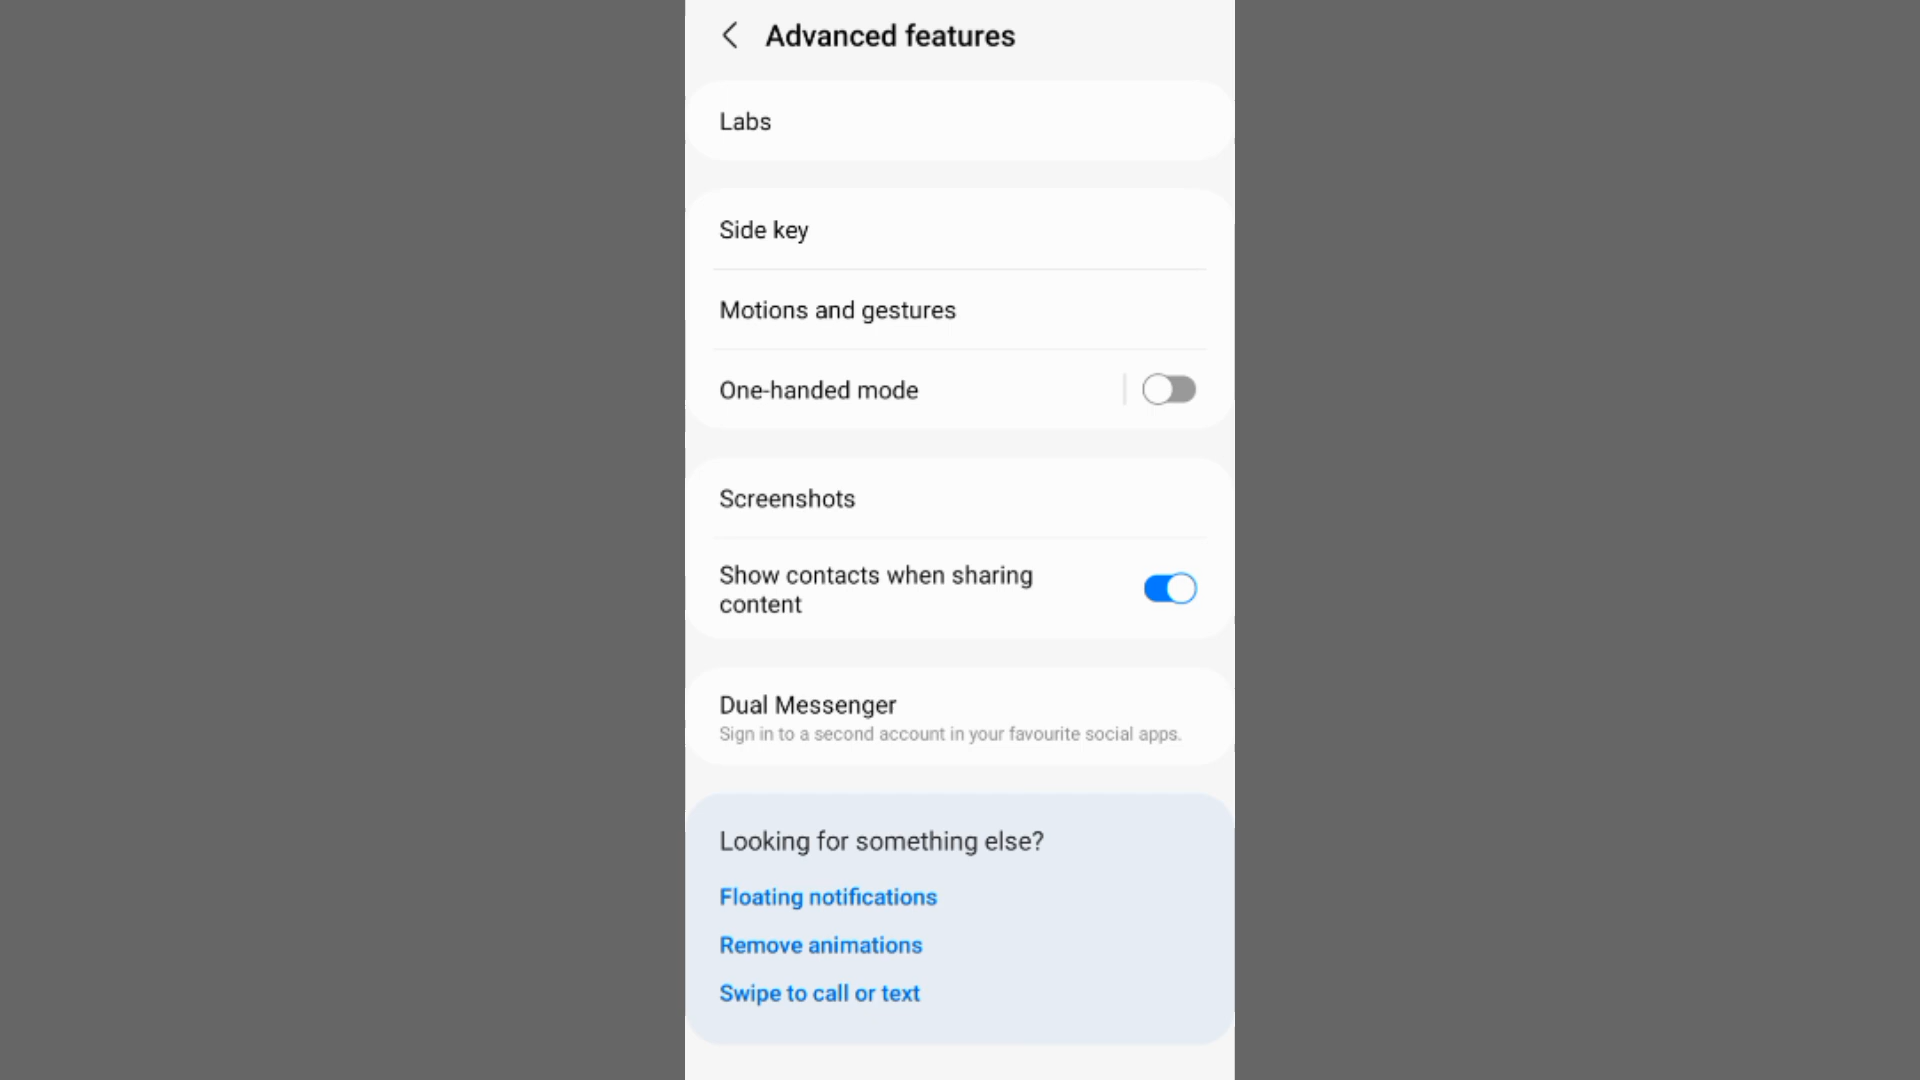 Advanced features
Labs
Side key
Motions and gestures
One-handed mode
Screenshots
Show contacts when sharing
content
Dual Messenger
Sign in to a second account in your favourite social apps.
Looking for something else?
Floating notifications
Remove animations
Swipe to call or text